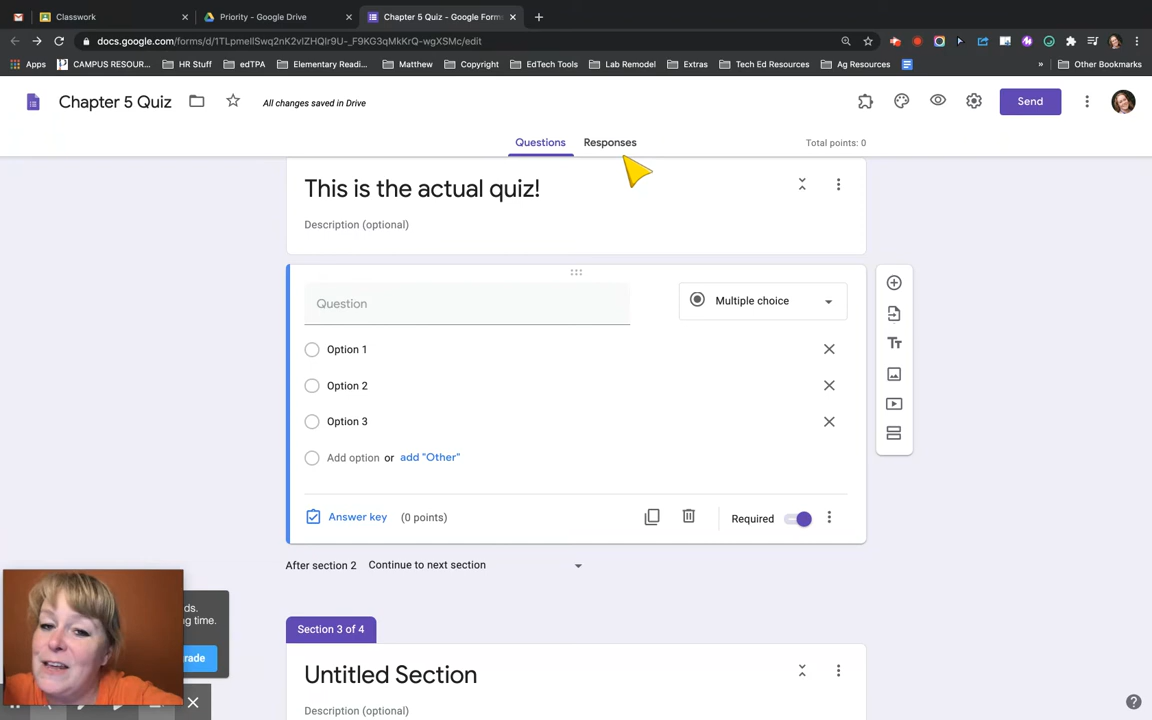 Classwork
Priority - Google Drive
Chapter 5 Quiz - Google Form
docs.google.com/forms/d/
/edit
Apps
CAMPUS RESOUR...
HR Stuff
edTPA
Elementary Readi...
Matthew
Copyright
EdTech Tools
Lab Remodel
Extras
Tech Ed Resources
Ag Resources
»
Other Bookmarks
Chapter 5 Quiz
All changes saved in Drive
Send
Questions
Responses
Total points: 0
This is the actual quiz!
Description (optional)
Question
Multiple choice
Option 1
Option 2
Option 3
Add option or add "Other"
Answer key (0 points)
Required
After section 2 Continue to next section
ds.
ng time.
rade
Section 3 of 4
Untitled Section
Description (optional)